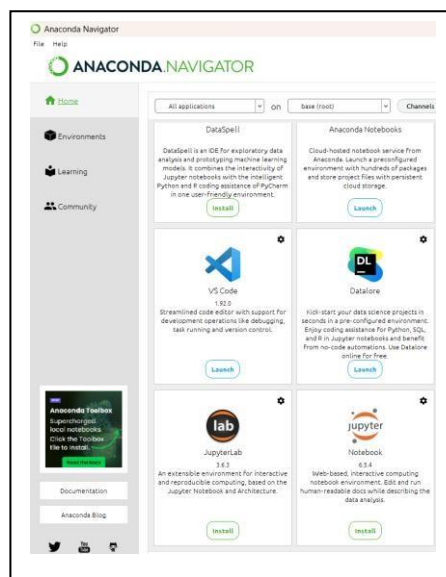 Anaconda Navigator
File Help
ANACONDA.NAVIGATOR
Home
Environments
Learning
Community
All applications on base (root) Channels
DataSpell
DataSpell is an IDE for exploratory data
analysis and prototyping machine learning
models. It combines the interactivity of
Jupyter notebooks with the intelligent
Python and R coding assistance of PyCharm
in one user-friendly environment.
Install
Anaconda Notebooks
Cloud-hosted notebook service from
Anaconda. Launch a preconfigured
environment with hundreds of packages
and store project files with persistent
cloud storage.
Launch
VS Code
1.92.0
Streamlined code editor with support for
development operations like debugging,
task running and version control.
Launch
DL
Datalore
Kick-start your data science projects in
seconds in a pre-configured environment.
Enjoy coding assistance for Python, SQL,
and R in Jupyter notebooks and benefit
from no-code automations. Use Datalore
online for free.
Launch
lab
JupyterLab
3.6.3
An extensible environment for interactive
and reproducible computing, based on the
Jupyter Notebook and Architecture.
Install
jupyter
Notebook
6.5.4
Web-based, interactive computing
notebook environment. Edit and run
human-readable docs while describing the
data analysis.
Install
Anaconda Toolbox
Supercharged
local notebooks
Click the Toolbox
tile to install.
Read the Docs
Documentation
Anaconda Blog
You
Tube